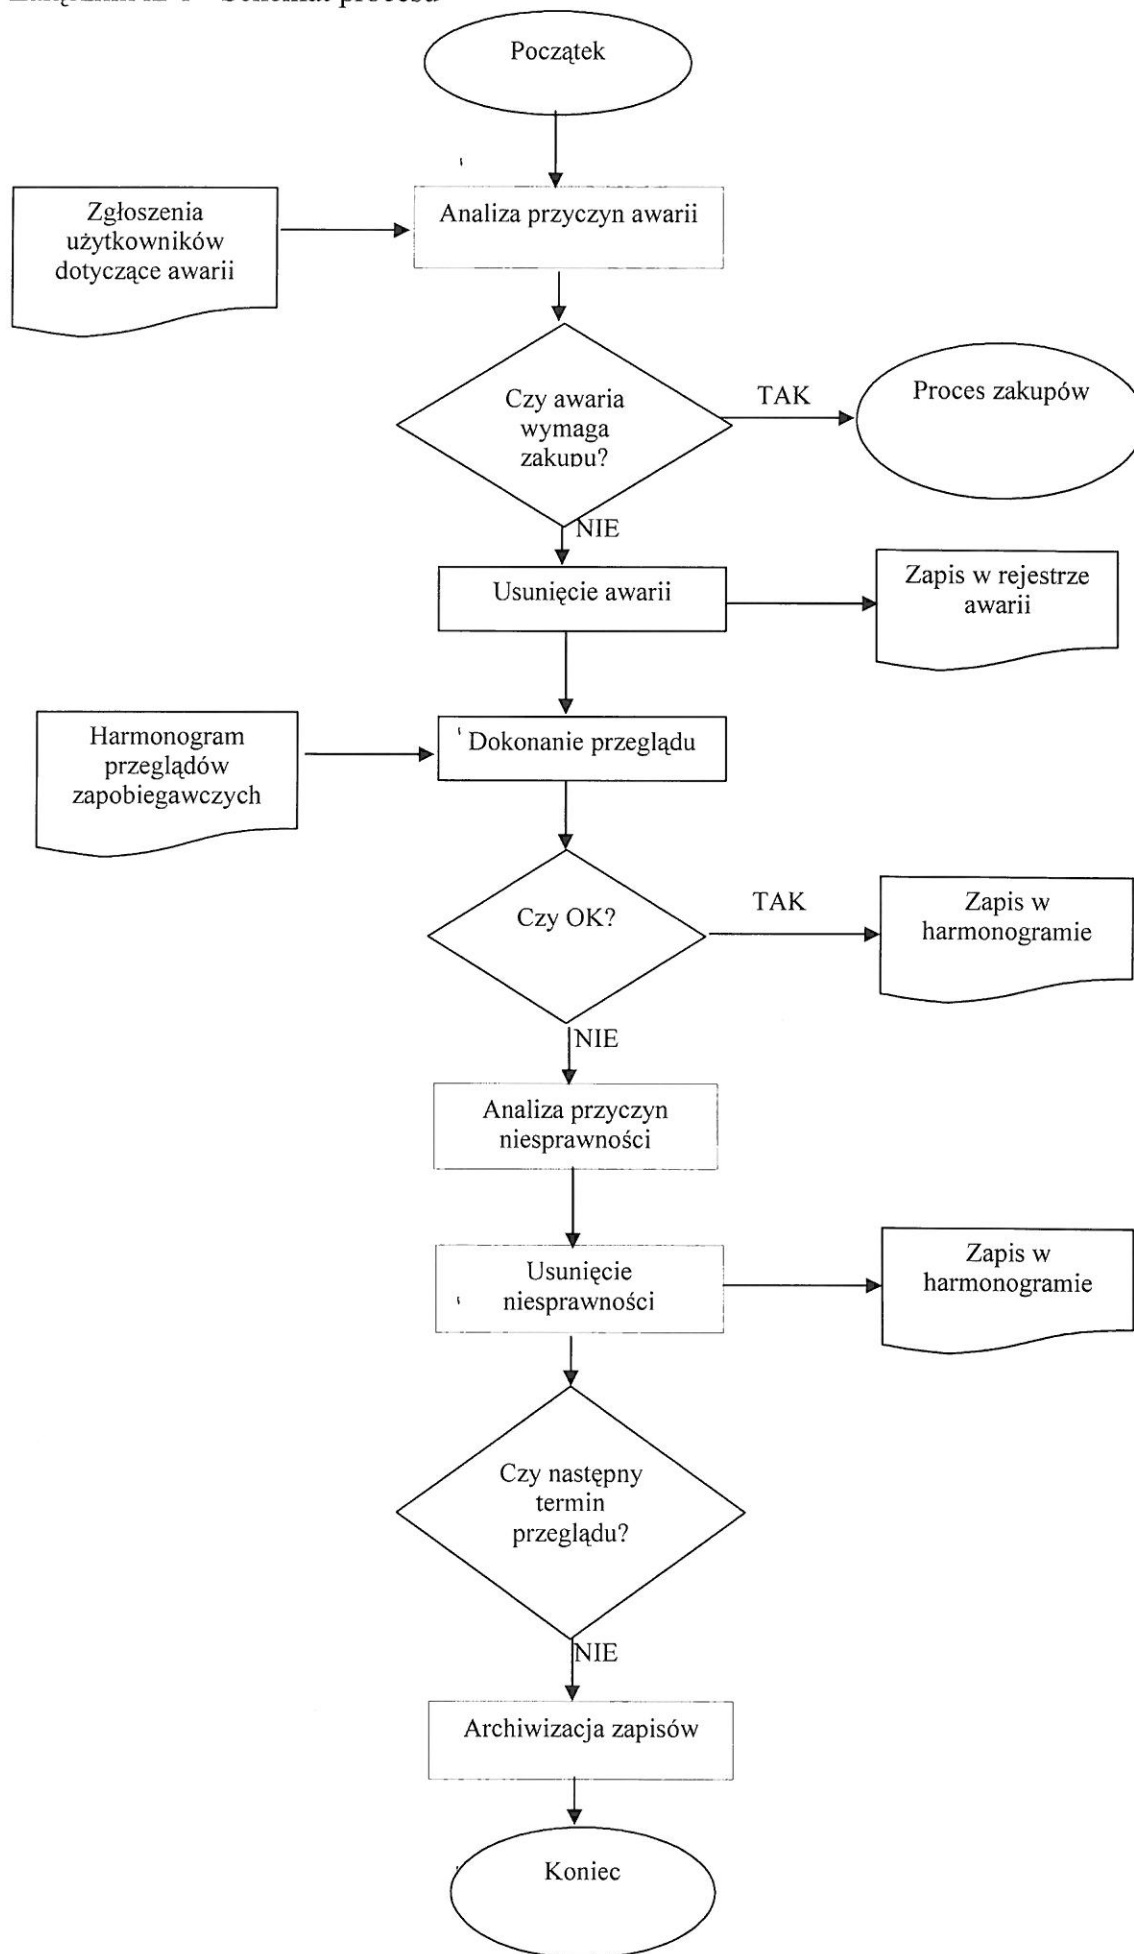 Początek
Analiza przyczyn awarii
Zgłoszenia
użytkowników
dotyczące awarii
Czy awaria
wymaga
zakupu?
TAK
Proces zakupów
NIE
Usunięcie awarii
Zapis w rejestrze
awarii
Harmonogram
przeglądów
zapobiegawczych
Dokonanie przeglądu
Czy OK?
TAK
Zapis w
harmonogramie
NIE
Analiza przyczyn
niesprawności
Usunięcie
niesprawności
Zapis w
harmonogramie
Czy następny
termin
przeglądu?
NIE
Archiwizacja zapisów
Koniec